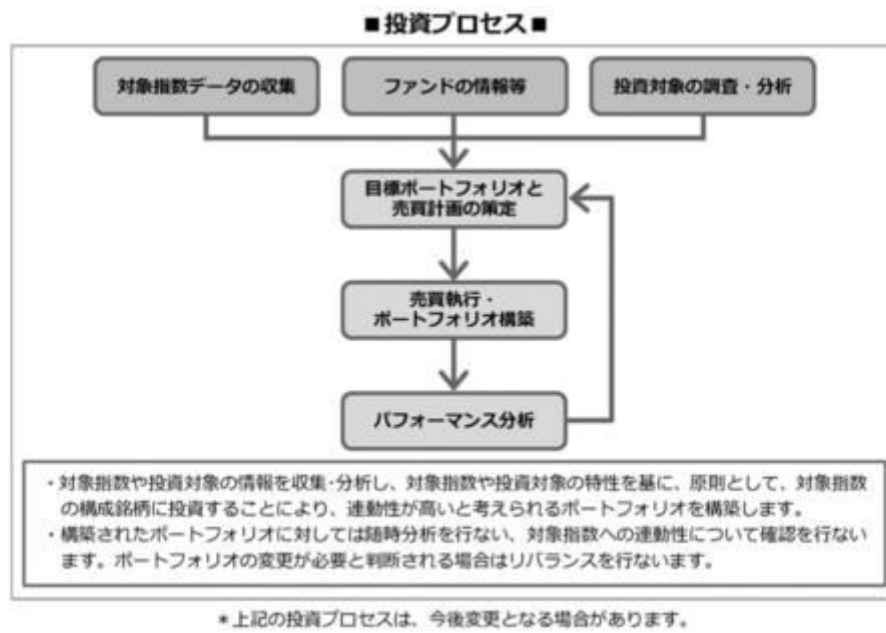 ■投資プロセス■
対象指数データの収集
ファンドの情報等
投資対象の調査・分析
目標ポートフォリオと
売買計画の策定
売買執行・
ポートフォリオ構築
パフォーマンス分析
・対象指数や投資対象の情報を収集・分析し、対象指数や投資対象の特性を基に、原則として、対象指数
の構成銘柄に投資することにより、連動性が高いと考えられるポートフォリオを構築します。
・構築されたポートフォリオに対しては随時分析を行ない、対象指数への連動性について確認を行ない
ます。ポートフォリオの変更が必要と判断される場合はリバランスを行ないます。
*上記の投資プロセスは、今後変更となる場合があります。